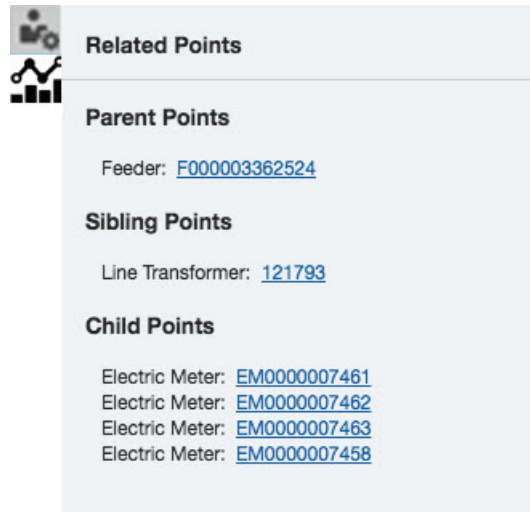 Related Points
Parent Points
Feeder: F000003362524
Sibling Points
Line Transformer: 121793
Child Points
Electric Meter: EM0000007461
Electric Meter: EM0000007462
Electric Meter: EM0000007463
Electric Meter: EM0000007458